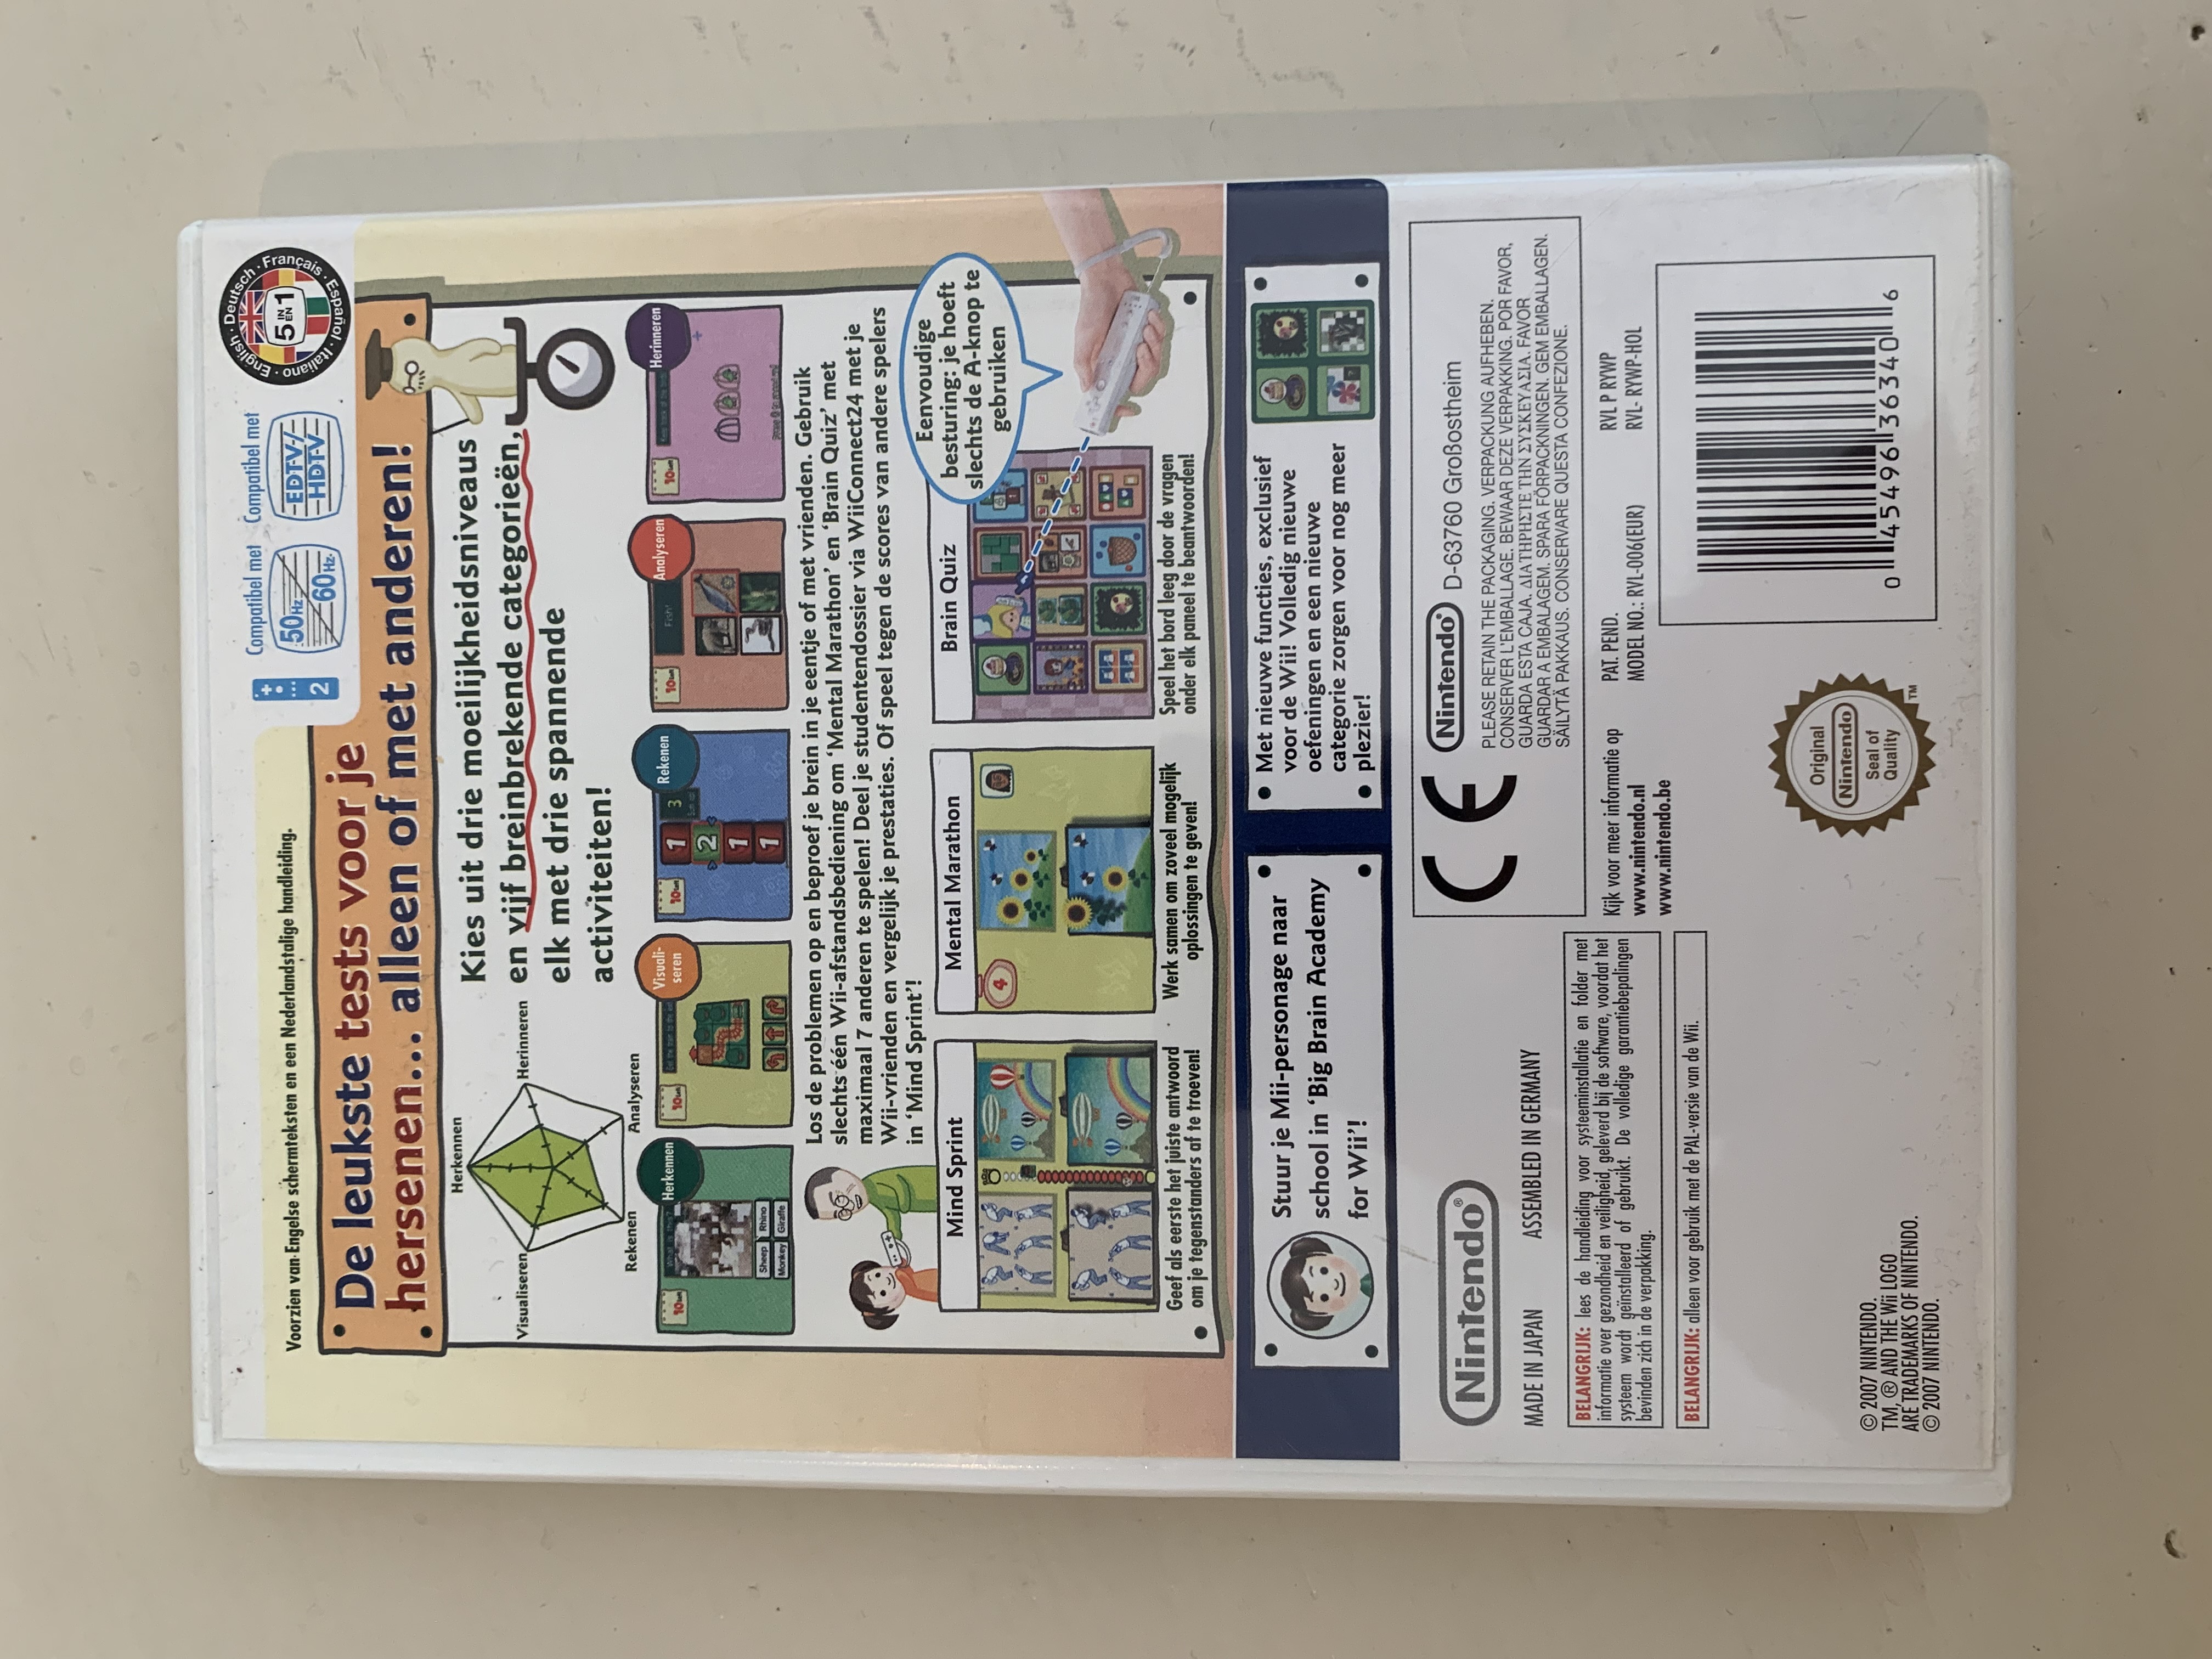 Voorzien van Engelse schermteksten en een Nederlandstalige handleiding.
2
Compatibel met
50Hz
60Hz
Compatibel met
EDTV/
HDTV
English · Deutsch · Français · Español · Italiano
5 IN EN 1
De leukste tests voor je
hersenen... alleen of met anderen!
Herkennen
Visualiseren
Herinneren
Rekenen
Analyseren
Kies uit drie moeilijkheidsniveaus
en vijf breinbrekende categorieën,
elk met drie spannende
activiteiten!
What is this?
Herkennen
Sheep Rhino
Monkey Giraffe
Visuali-
seren
Rekenen
3
1
2
1
1
Fish!
Analyseren
Herinneren
Los de problemen op en beproef je brein in je eentje of met vrienden. Gebruik
slechts één Wii-afstandsbediening om ‘Mental Marathon’ en ‘Brain Quiz’ met
maximaal 7 anderen te spelen! Deel je studentendossier via WiiConnect24 met je
Wii-vrienden en vergelijk je prestaties. Of speel tegen de scores van andere spelers
in ‘Mind Sprint’!
Mind Sprint
Mental Marathon
4
Brain Quiz
Eenvoudige
besturing: je hoeft
slechts de A-knop te
gebruiken
Geef als eerste het juiste antwoord
om je tegenstanders af te troeven!
Werk samen om zoveel mogelijk
oplossingen te geven!
Speel het bord leeg door de vragen
onder elk paneel te beantwoorden!
Stuur je Mii-personage naar
school in ‘Big Brain Academy
for Wii’!
Met nieuwe functies, exclusief
voor de Wii! Volledig nieuwe
oefeningen en een nieuwe
categorie zorgen voor nog meer
plezier!
Nintendo®
MADE IN JAPAN ASSEMBLED IN GERMANY
CE
Nintendo® D-63760 Großostheim
PLEASE RETAIN THE PACKAGING. VERPACKUNG AUFHEBEN.
CONSERVER L'EMBALLAGE. BEWAAR DEZE VERPAKKING. POR FAVOR,
GUARDA ESTA CAJA. ΔΙΑΤΗΡΗΣΤΕ ΤΗΝ ΣΥΣΚΕΥΑΣΙΑ. FAVOR
GUARDAR A EMBALAGEM. SPARA FÖRPACKNINGEN. GEM EMBALLAGEN.
SÄILYTÄ PAKKAUS. CONSERVARE QUESTA CONFEZIONE.
BELANGRIJK: lees de handleiding voor systeeminstallatie en folder met
informatie over gezondheid en veiligheid, geleverd bij de software, voordat het
systeem wordt geïnstalleerd of gebruikt. De volledige garantiebepalingen
bevinden zich in de verpakking.
BELANGRIJK: alleen voor gebruik met de PAL-versie van de Wii.
Kijk voor meer informatie op
www.nintendo.nl
www.nintendo.be
PAT. PEND.
MODEL NO.: RVL-006(EUR)
RVL P RYWP
RVL- RYWP-HOL
Original
Nintendo
Seal of
Quality
TM
0 45496 36340 6
© 2007 NINTENDO.
TM, ® AND THE Wii LOGO
ARE TRADEMARKS OF NINTENDO.
© 2007 NINTENDO.